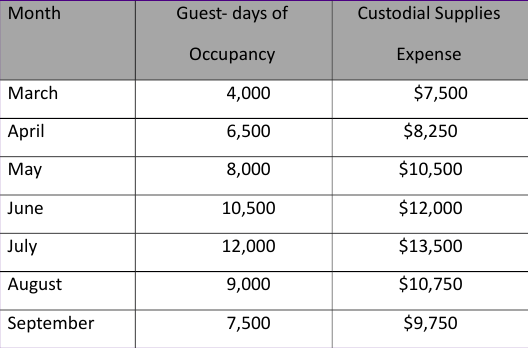 Month Guest- days of Occupancy Custodial Supplies Expense
March 4,000 $7,500
April 6,500 $8,250
May 8,000 $10,500
June 10,500 $12,000
July 12,000 $13,500
August 9,000 $10,750
September 7,500 $9,750